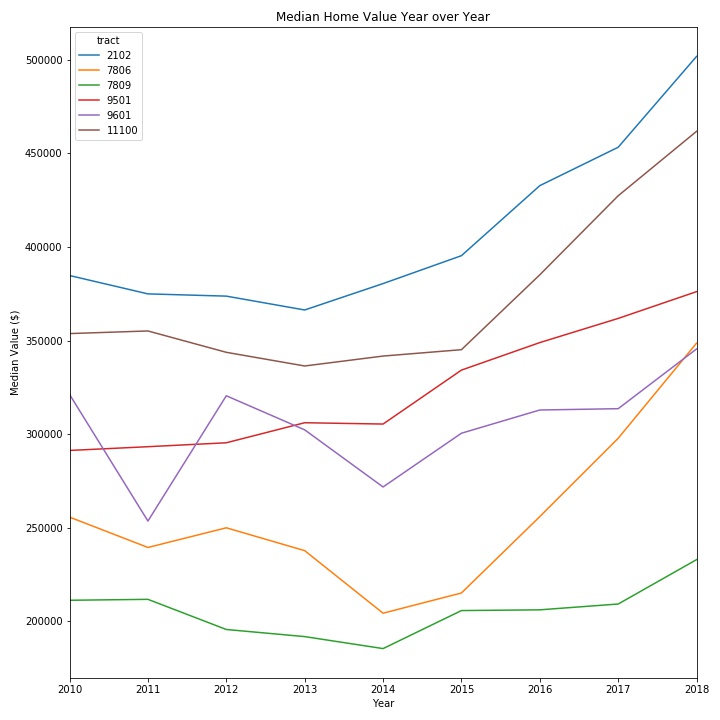 Median Home Value Year over Year
tract
2102
7806
7809
9501
9601
11100
500000
450000
400000
350000
300000
250000
200000
Median Value ($)
2010 2011 2012 2013 2014 2015 2016 2017 2018
Year